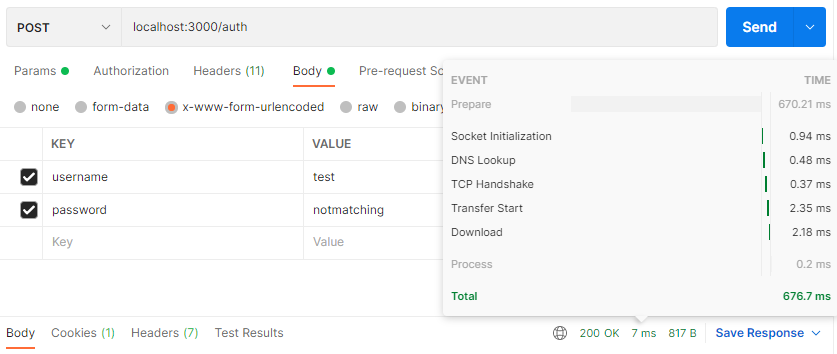 POST localhost:3000/auth Send
Params Authorization Headers (11) Body Pre-request Sc
none form-data x-www-form-urlencoded raw binary
KEY VALUE
username test
password notmatching
Key Value
EVENT TIME
Prepare 670.21 ms
Socket Initialization 0.94 ms
DNS Lookup 0.48 ms
TCP Handshake 0.37 ms
Transfer Start 2.35 ms
Download 2.18 ms
Process 0.2 ms
Total 676.7 ms
Body Cookies (1) Headers (7) Test Results 200 OK 7 ms 817 B Save Response